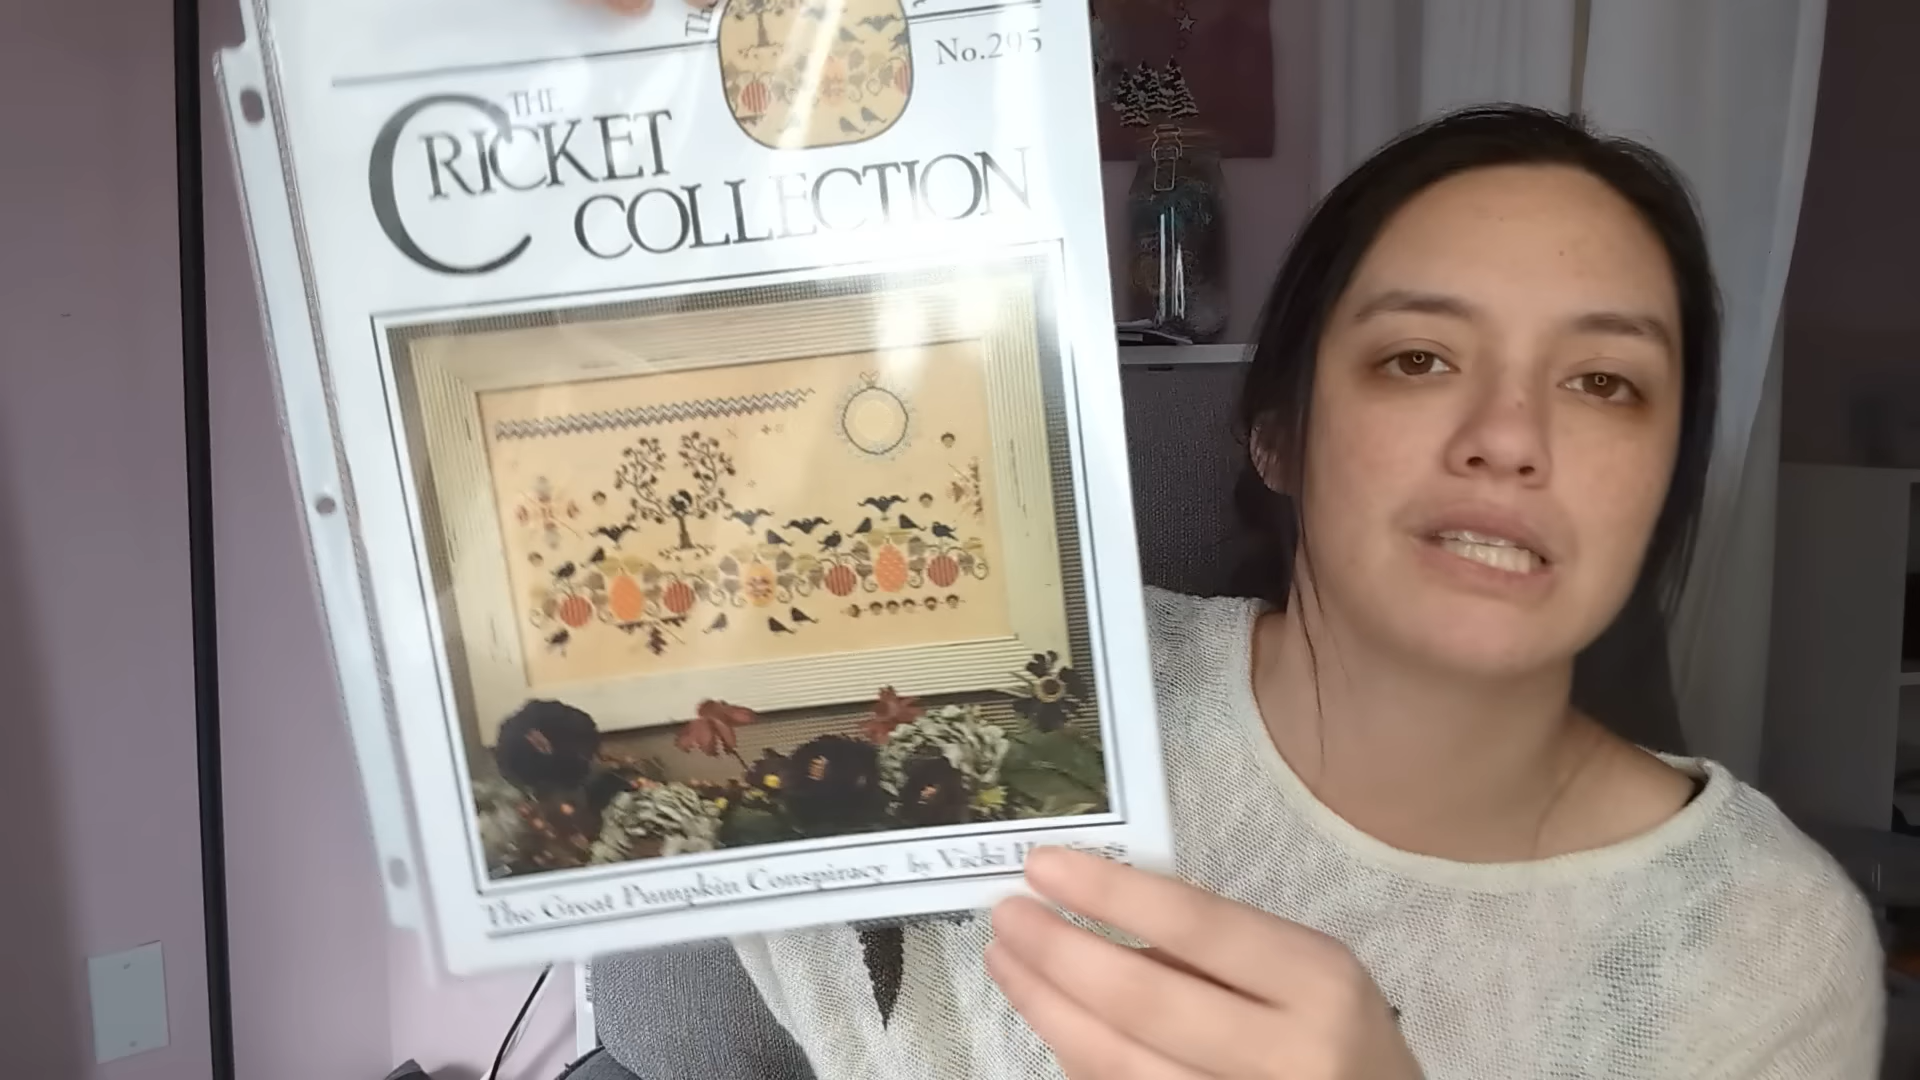 No.295
THE
CRICKET
COLLECTION
The Great Pumpkin Conspiracy by Vicki